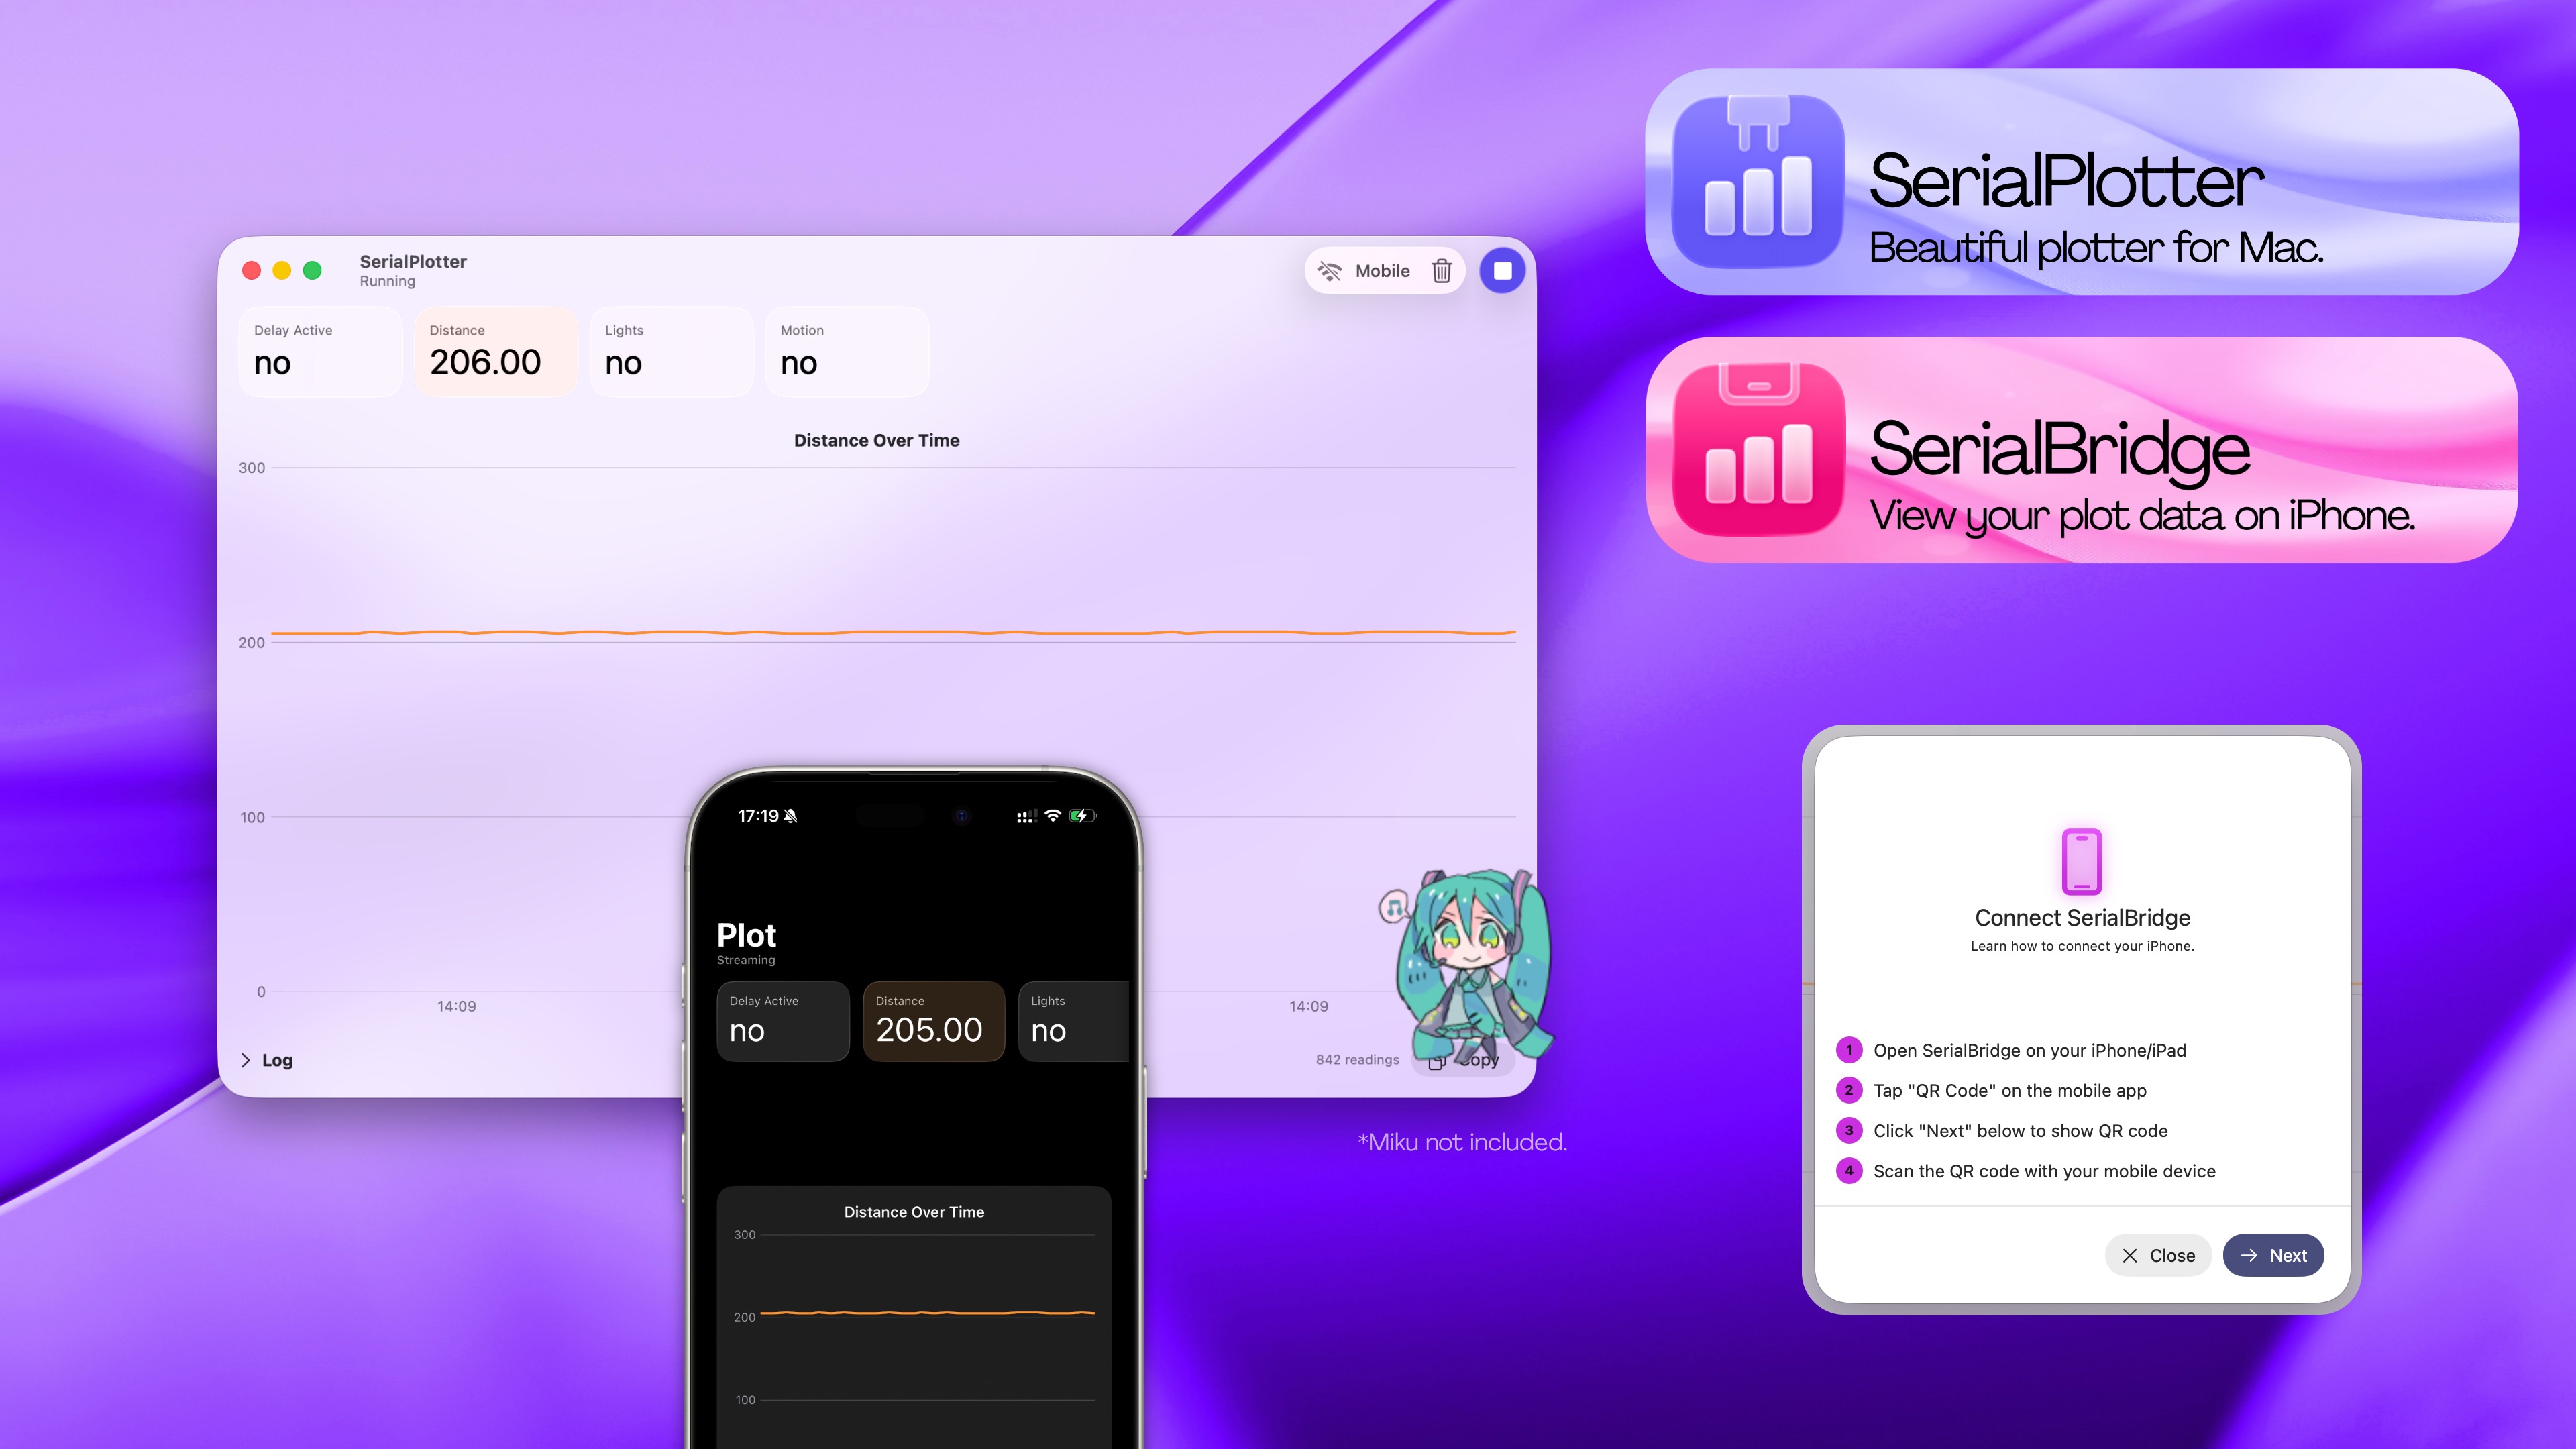 SerialPlotter
Running
Mobile
Delay Active
no
Distance
206.00
Lights
no
Motion
no
Distance Over Time
300
200
100
0
14:09
14:09
Log
842 readings
Copy
*Miku not included.
17:19
Plot
Streaming
Delay Active
no
Distance
205.00
Lights
no
Distance Over Time
300
200
100
SerialPlotter
Beautiful plotter for Mac.
SerialBridge
View your plot data on iPhone.
Connect SerialBridge
Learn how to connect your iPhone.
1 Open SerialBridge on your iPhone/iPad
2 Tap "QR Code" on the mobile app
3 Click "Next" below to show QR code
4 Scan the QR code with your mobile device
Close
Next